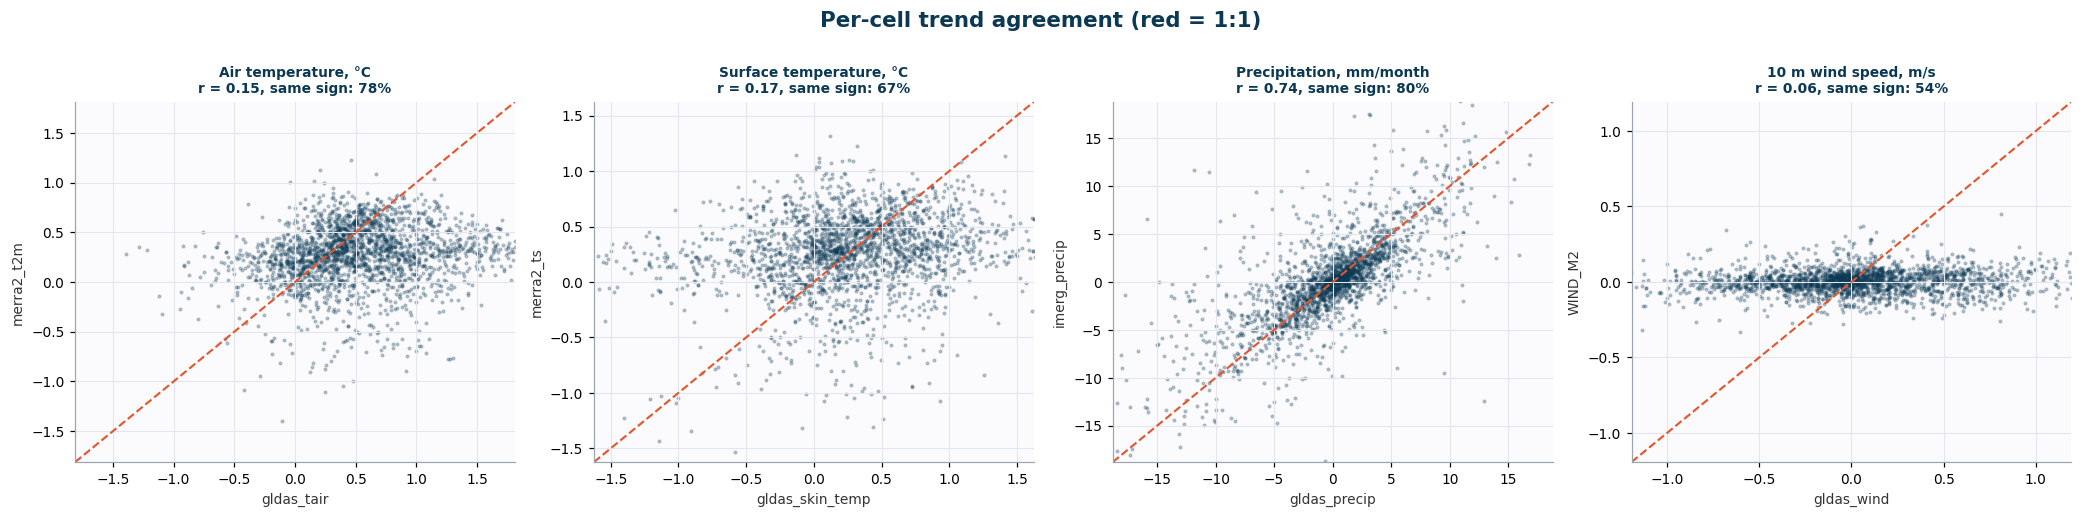 Per-cell trend agreement (red = 1:1)
Air temperature, °C
r = 0.15, same sign: 78%
merra2_t2m
1.5
1.0
0.5
0.0
−0.5
−1.0
−1.5
−1.5 −1.0 −0.5 0.0 0.5 1.0 1.5
gldas_tair
Surface temperature, °C
r = 0.17, same sign: 67%
merra2_ts
1.5
1.0
0.5
0.0
−0.5
−1.0
−1.5
−1.5 −1.0 −0.5 0.0 0.5 1.0 1.5
gldas_skin_temp
Precipitation, mm/month
r = 0.74, same sign: 80%
imerg_precip
15
10
5
0
−5
−10
−15
−15 −10 −5 0 5 10 15
gldas_precip
10 m wind speed, m/s
r = 0.06, same sign: 54%
WIND_M2
1.0
0.5
0.0
−0.5
−1.0
−1.0 −0.5 0.0 0.5 1.0
gldas_wind